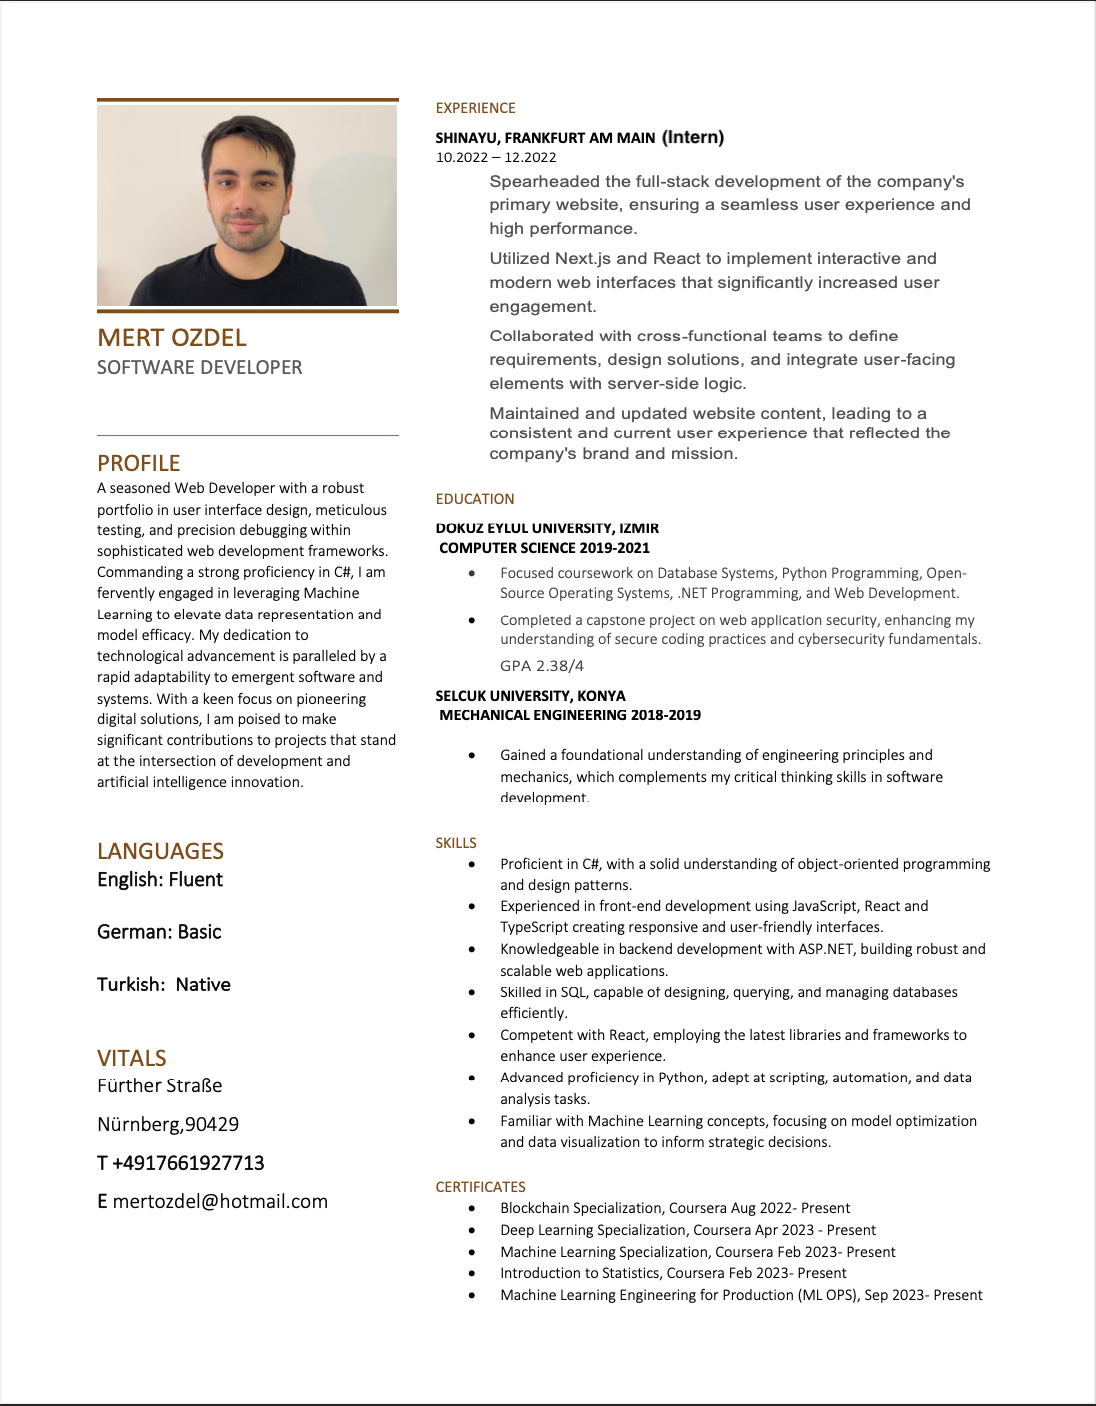 MERT OZDEL
SOFTWARE DEVELOPER
PROFILE
A seasoned Web Developer with a robust
portfolio in user interface design, meticulous
testing, and precision debugging within
sophisticated web development frameworks.
Commanding a strong proficiency in C#, I am
fervently engaged in leveraging Machine
Learning to elevate data representation and
model efficacy. My dedication to
technological advancement is paralleled by a
rapid adaptability to emergent software and
systems. With a keen focus on pioneering
digital solutions, I am poised to make
significant contributions to projects that stand
at the intersection of development and
artificial intelligence innovation.
LANGUAGES
English: Fluent
German: Basic
Turkish:  Native
VITALS
Fürther Straße
Nürnberg,90429
T +4917661927713
E mertozdel@hotmail.com
EXPERIENCE
SHINAYU, FRANKFURT AM MAIN (Intern)
10.2022 – 12.2022
Spearheaded the full-stack development of the company's
primary website, ensuring a seamless user experience and
high performance.
Utilized Next.js and React to implement interactive and
modern web interfaces that significantly increased user
engagement.
Collaborated with cross-functional teams to define
requirements, design solutions, and integrate user-facing
elements with server-side logic.
Maintained and updated website content, leading to a
consistent and current user experience that reflected the
company's brand and mission.
EDUCATION
DOKUZ EYLUL UNIVERSITY, IZMIR
COMPUTER SCIENCE 2019-2021
• Focused coursework on Database Systems, Python Programming, Open-
Source Operating Systems, .NET Programming, and Web Development.
• Completed a capstone project on web application security, enhancing my
understanding of secure coding practices and cybersecurity fundamentals.
GPA 2.38/4
SELCUK UNIVERSITY, KONYA
MECHANICAL ENGINEERING 2018-2019
• Gained a foundational understanding of engineering principles and
mechanics, which complements my critical thinking skills in software
development.
SKILLS
• Proficient in C#, with a solid understanding of object-oriented programming
and design patterns.
• Experienced in front-end development using JavaScript, React and
TypeScript creating responsive and user-friendly interfaces.
• Knowledgeable in backend development with ASP.NET, building robust and
scalable web applications.
• Skilled in SQL, capable of designing, querying, and managing databases
efficiently.
• Competent with React, employing the latest libraries and frameworks to
enhance user experience.
• Advanced proficiency in Python, adept at scripting, automation, and data
analysis tasks.
• Familiar with Machine Learning concepts, focusing on model optimization
and data visualization to inform strategic decisions.
CERTIFICATES
• Blockchain Specialization, Coursera Aug 2022- Present
• Deep Learning Specialization, Coursera Apr 2023 - Present
• Machine Learning Specialization, Coursera Feb 2023- Present
• Introduction to Statistics, Coursera Feb 2023- Present
• Machine Learning Engineering for Production (ML OPS), Sep 2023- Present